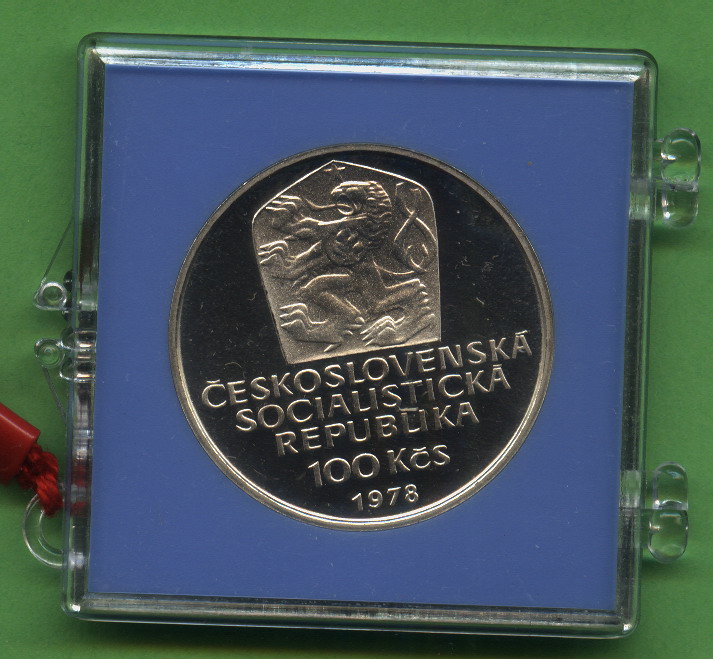 ČESKOSLOVENSKÁ
SOCIALISTICKÁ
REPUBLIKA
100 Kčs
1978